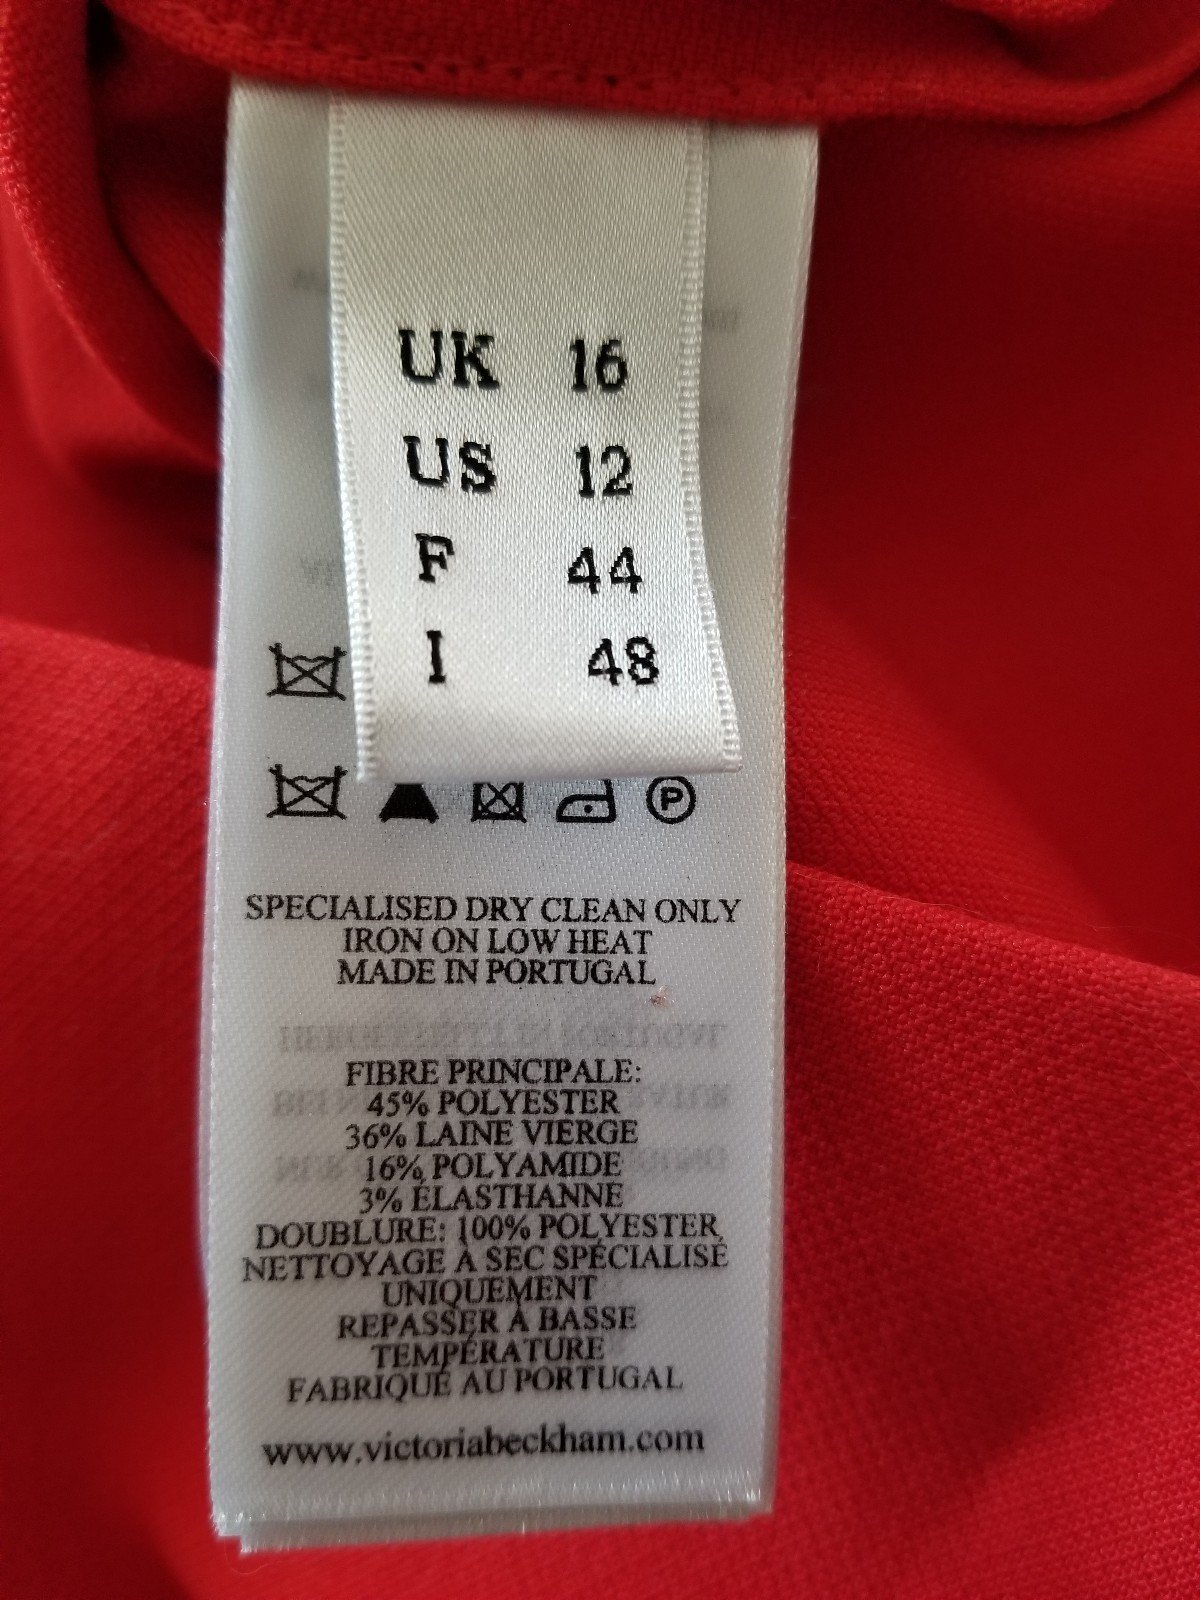 UK 16
US 12
F 44
I 48
P
SPECIALISED DRY CLEAN ONLY
IRON ON LOW HEAT
MADE IN PORTUGAL
FIBRE PRINCIPALE:
45% POLYESTER
36% LAINE VIERGE
16% POLYAMIDE
3% ÉLASTHANNE
DOUBLURE: 100% POLYESTER
NETTOYAGE À SEC SPÉCIALISÉ
UNIQUEMENT
REPASSER À BASSE
TEMPÉRATURE
FABRIQUÉ AU PORTUGAL
www.victoriabeckham.com